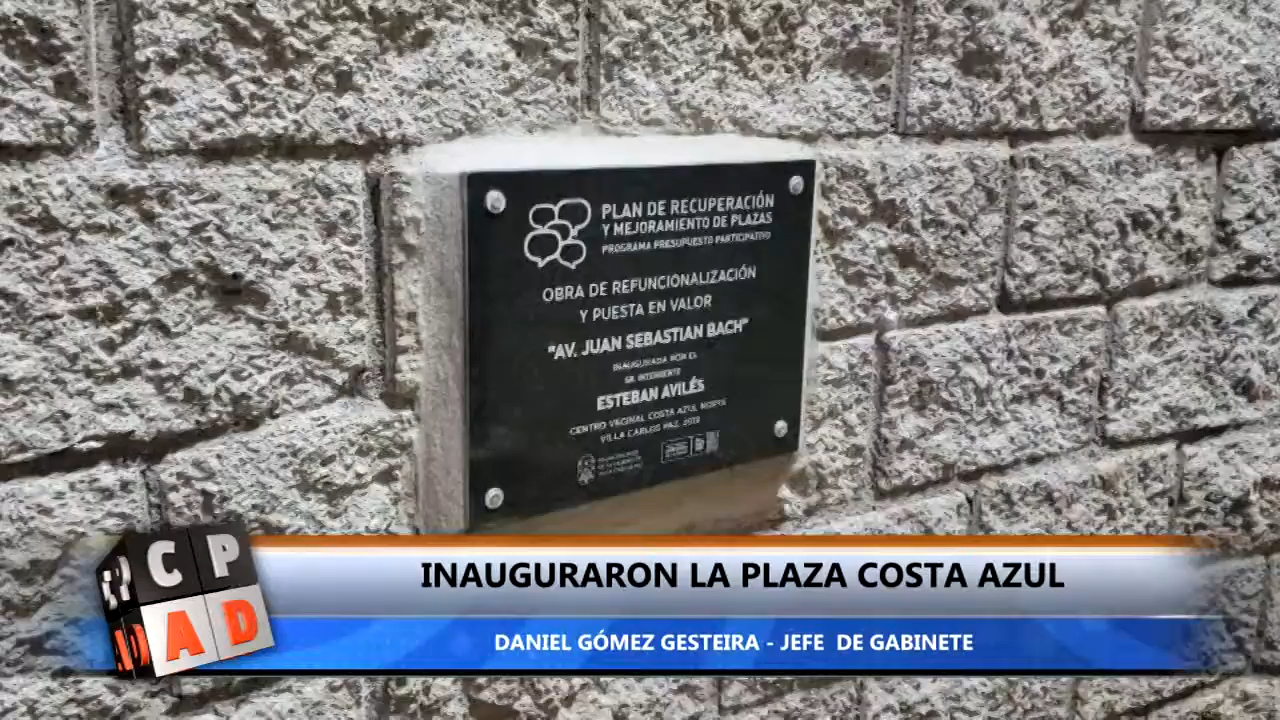 PLAN DE RECUPERACIÓN
Y MEJORAMIENTO DE PLAZAS
PROGRAMA PRESUPUESTO PARTICIPATIVO
OBRA DE REFUNCIONALIZACIÓN
Y PUESTA EN VALOR
"AV. JUAN SEBASTIAN BACH"
INAUGURADA POR EL
SR. INTENDENTE
ESTEBAN AVILÉS
CENTRO VECINAL COSTA AZUL NORTE
VILLA CARLOS PAZ,
CP
AD
INAUGURARON LA PLAZA COSTA AZUL
DANIEL GÓMEZ GESTEIRA - JEFE DE GABINETE